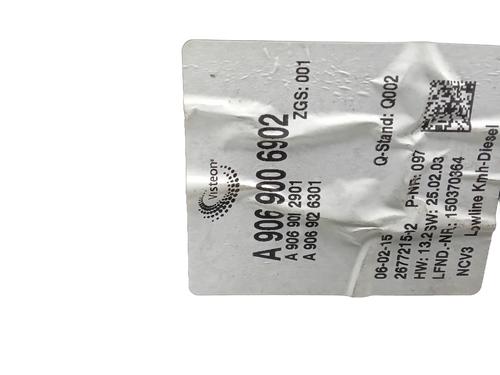 Visteon
A 906 900 6902
ZGS: 001
A 906 901 2901
A 906 902 6301
Q-Stand: Q002
06-02-15 P-NR: 097
HW: 13.2 SW: 25.02.03
LFND.-NR.: 150370364
NCV3 Lowline Kmh-Diesel